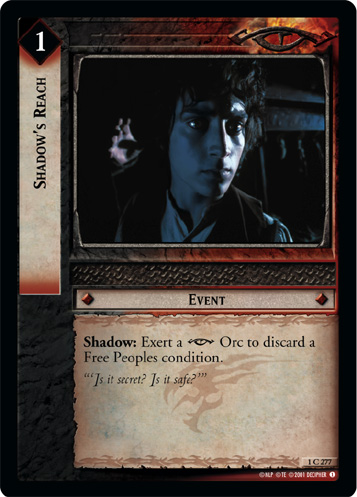 1
SHADOW'S REACH
EVENT
Shadow: Exert a Orc to discard a
Free Peoples condition.
“‘Is it secret? Is it safe?’”
1 C 277
©NLP ™TE ©2001 DECIPHER